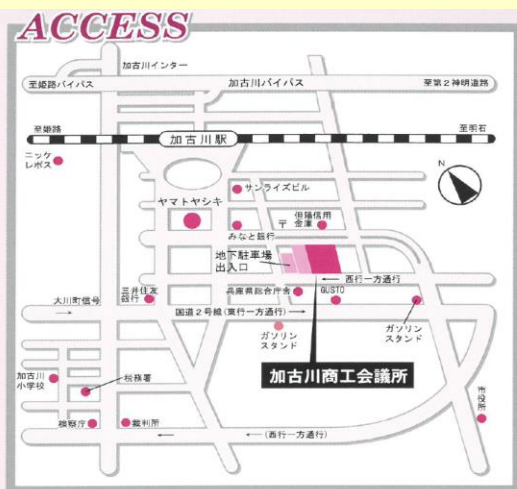 ACCESS
加古川インター
至姫路バイパス
加古川バイパス
至第2神明道路
至姫路
加古川駅
至明石
ニッケ
レポス
N
サンライズビル
ヤマトヤシキ
〒
但陽信用
金庫
みなと銀行
地下駐車場
出入口
西行一方通行
三井住友
銀行
兵庫県総合庁舎
GUSTO
大川町信号
→
国道2号線(東行一方通行)
→
ガソリン
スタンド
ガソリン
スタンド
加古川商工会議所
加古川
小学校
税務署
市役所
検察庁
裁判所
(西行一方通行)